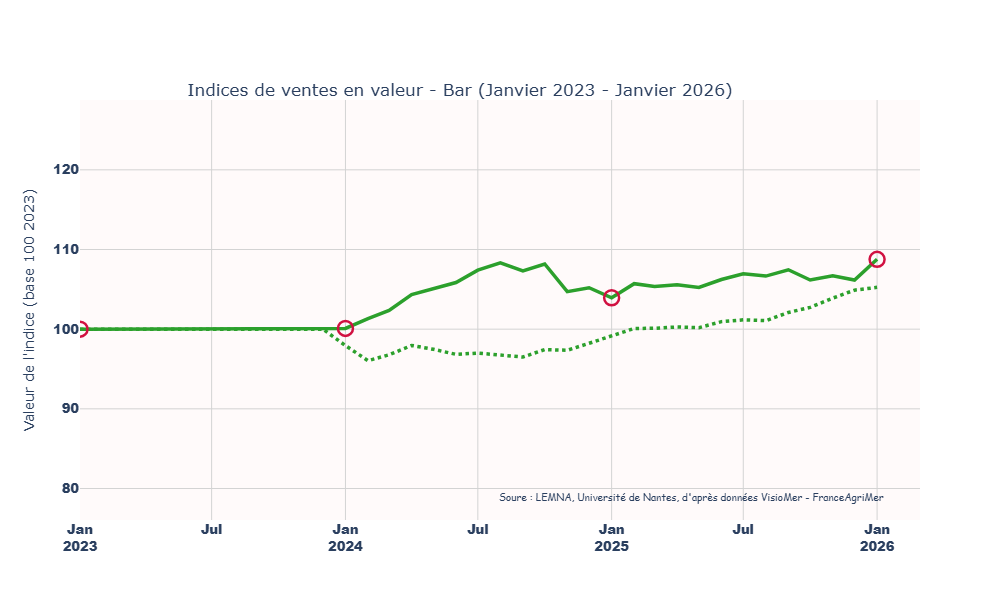 Indices de ventes en valeur - Bar (Janvier 2023 - Janvier 2026)
Valeur de l'indice (base 100 2023)
120
110
100
90
80
Soure : LEMNA, Université de Nantes, d'après données VisioMer - FranceAgriMer
Jan
2023
Jul
Jan
2024
Jul
Jan
2025
Jul
Jan
2026